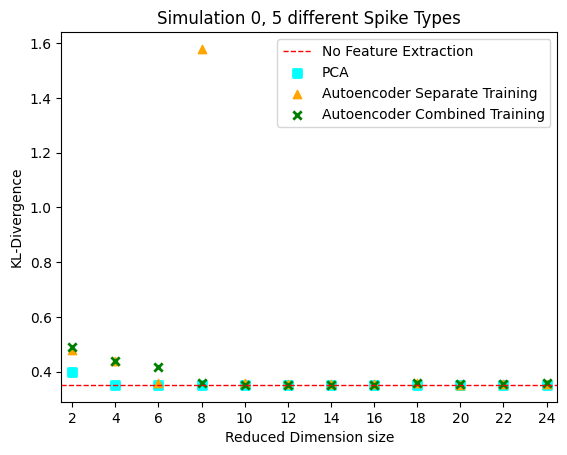 Simulation 0, 5 different Spike Types
No Feature Extraction
PCA
Autoencoder Separate Training
Autoencoder Combined Training
KL-Divergence
1.6
1.4
1.2
1.0
0.8
0.6
0.4
2 4 6 8 10 12 14 16 18 20 22 24
Reduced Dimension size